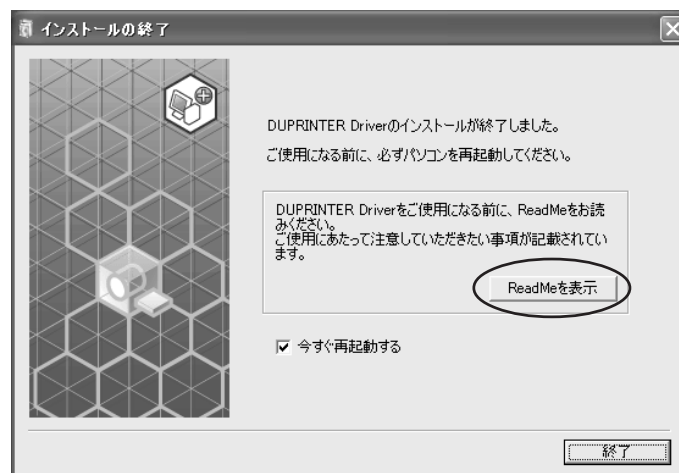 インストールの終了
DUPRINTER Driverのインストールが終了しました。
ご使用になる前に、必ずパソコンを再起動してください。
DUPRINTER Driverをご使用になる前に、ReadMeをお読
みください。
ご使用にあたって注意していただきたい事項が記載されてい
ます。
ReadMeを表示
今すぐ再起動する
終了